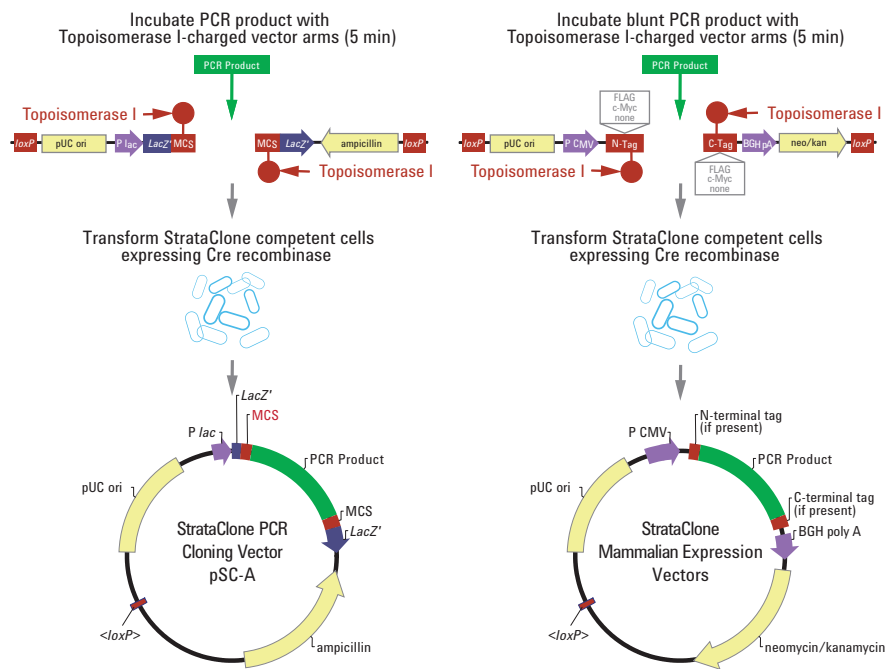 Incubate PCR product with
Topoisomerase I-charged vector arms (5 min)
PCR Product
Topoisomerase I
loxP
pUC ori
P lac
LacZ'
MCS
MCS
LacZ'
ampicillin
loxP
Topoisomerase I
Transform StrataClone competent cells
expressing Cre recombinase
LacZ'
MCS
P lac
PCR Product
pUC ori
MCS
LacZ'
StrataClone PCR
Cloning Vector
pSC-A
<loxP>
ampicillin
Incubate blunt PCR product with
Topoisomerase I-charged vector arms (5 min)
PCR Product
FLAG
c-Myc
none
Topoisomerase I
loxP
pUC ori
P CMV
N-Tag
C-Tag
BGH pA
neo/kan
loxP
Topoisomerase I
FLAG
c-Myc
none
Transform StrataClone competent cells
expressing Cre recombinase
N-terminal tag
(if present)
P CMV
PCR Product
pUC ori
C-terminal tag
(if present)
BGH poly A
StrataClone
Mammalian Expression
Vectors
<loxP>
neomycin/kanamycin